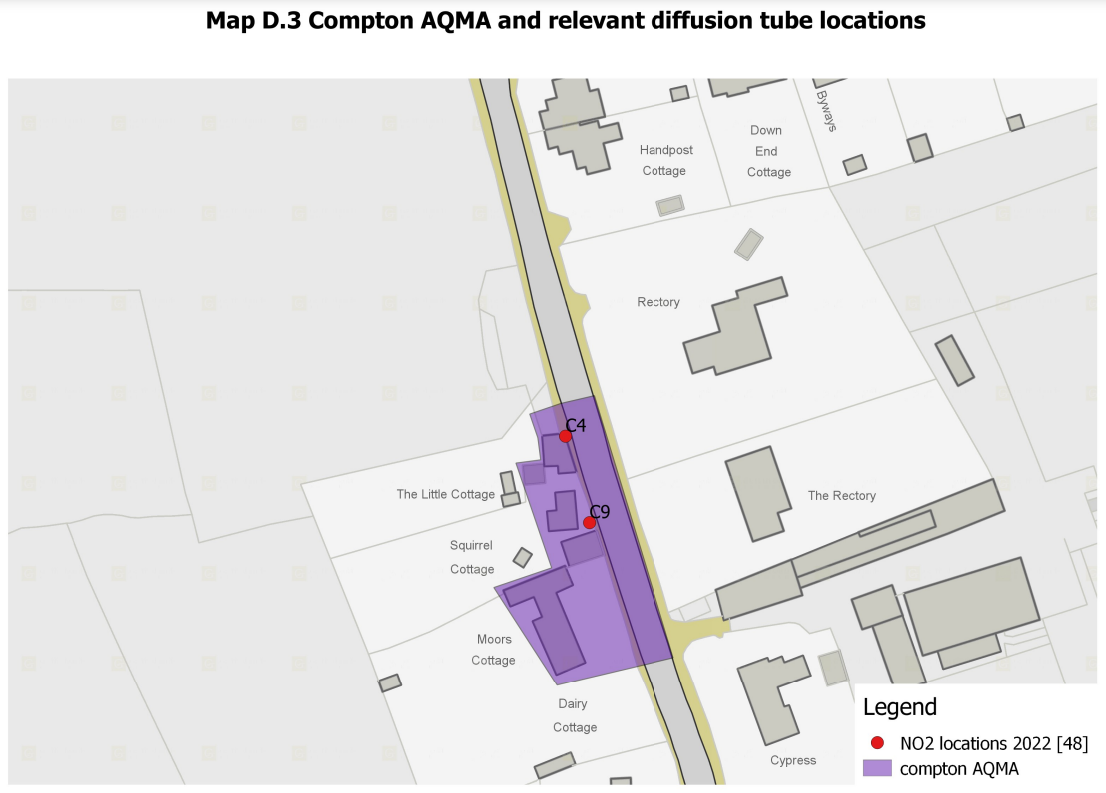 Map D.3 Compton AQMA and relevant diffusion tube locations
Byways
Down
End
Cottage
Handpost
Cottage
Rectory
C4
The Little Cottage
The Rectory
C9
Squirrel
Cottage
Moors
Cottage
Dairy
Cottage
Cypress
Legend
NO2 locations 2022 [48]
compton AQMA